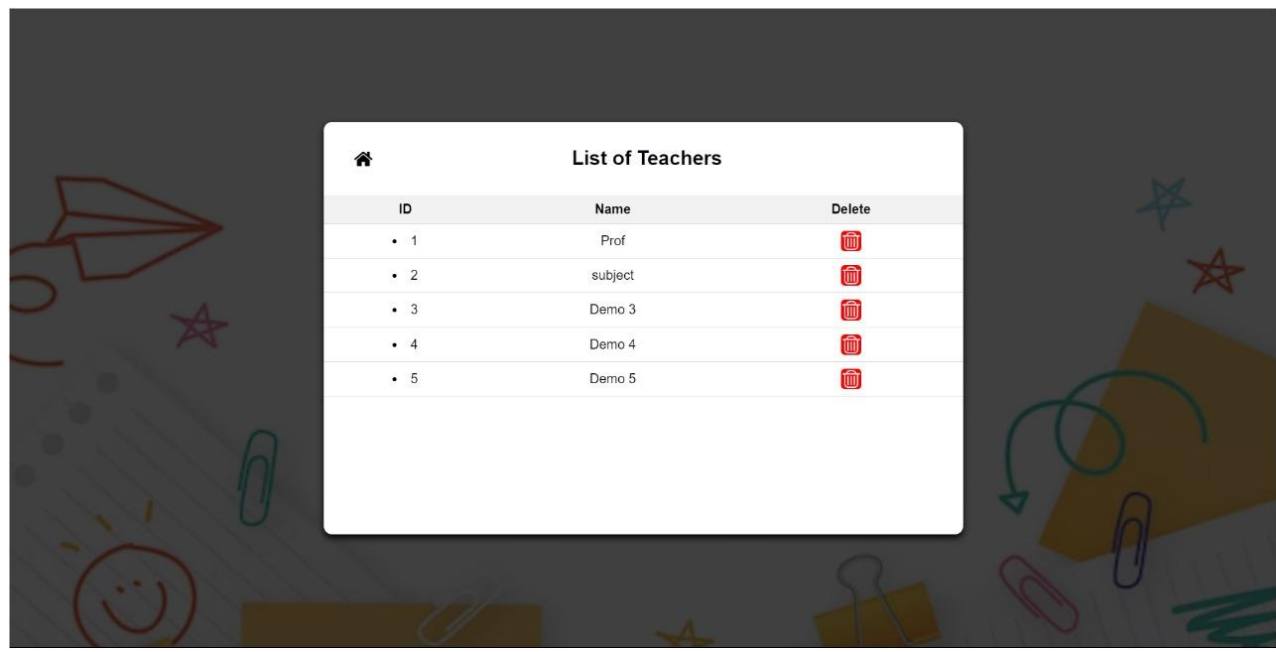 List of Teachers
ID Name Delete
• 1 Prof
• 2 subject
• 3 Demo 3
• 4 Demo 4
• 5 Demo 5